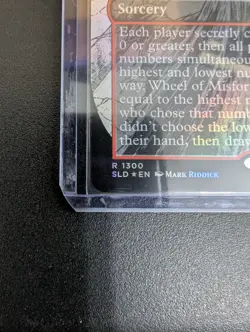 Sorcery
Each player secretly c
0 or greater, then all p
numbers simultaneous
highest and lowest num
way. Wheel of Misfor
equal to the highest
who chose that numb
didn't choose the low
their hand, then draw
R 1300
SLD ★ EN Mark Riddick